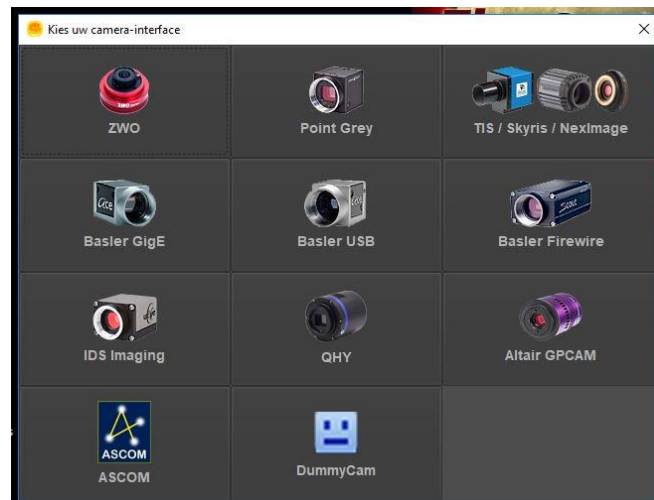 Kies uw camera-interface
ZWO
Point Grey
TIS / Skyris / NexImage
Basler GigE
Basler USB
Basler Firewire
IDS Imaging
QHY
Altair GPCAM
ASCOM
ASCOM
DummyCam